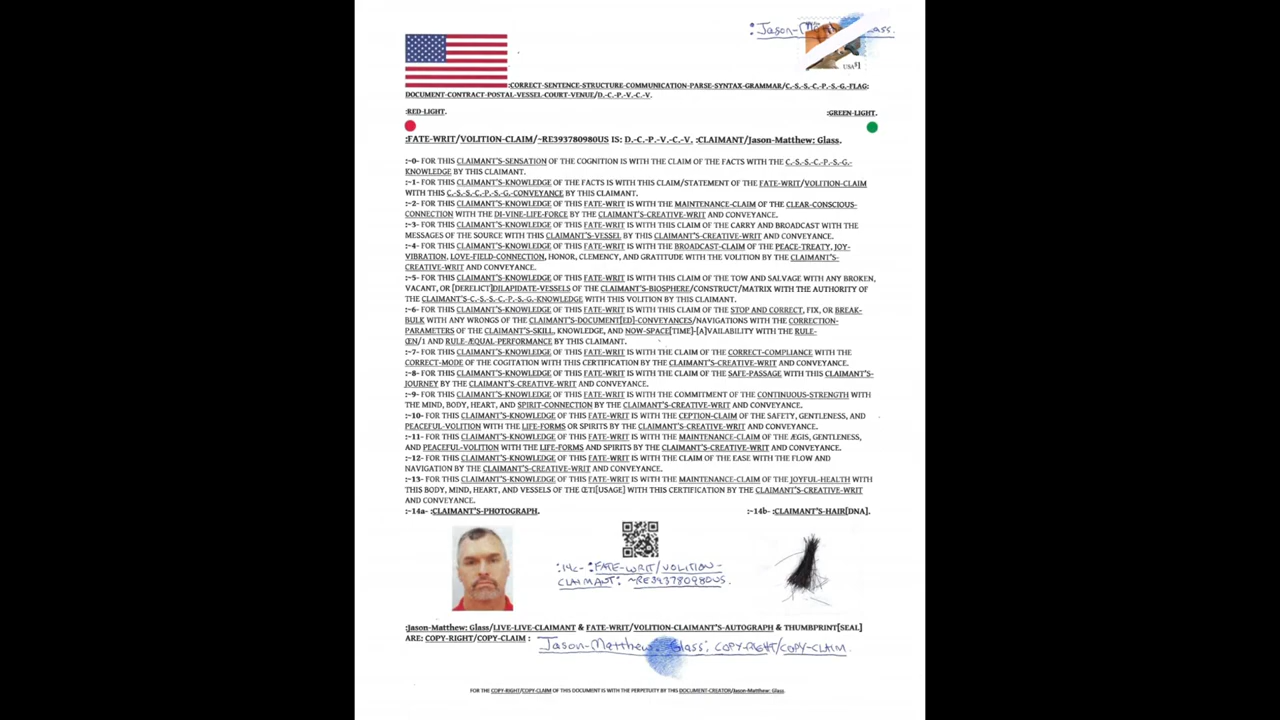 :Jason-M ass.
USA $1
:CORRECT-SENTENCE-STRUCTURE-COMMUNICATION-PARSE-SYNTAX-GRAMMAR/C.-S.-S.-C.-P.-S.-G.-FLAG:
DOCUMENT-CONTRACT-POSTAL-VESSEL-COURT-VENUE/D.-C.-P.-V.-C.-V.
:RED-LIGHT.
:GREEN-LIGHT.
:FATE-WRIT/VOLITION-CLAIM/~RE393780980US IS: D.-C.-P.-V.-C.-V. :CLAIMANT/Jason-Matthew: Glass.
:~0~ FOR THIS CLAIMANT'S-SENSATION OF THE COGNITION IS WITH THE CLAIM OF THE FACTS WITH THE C.-S.-S.-C.-P.-S.-G.-
KNOWLEDGE BY THIS CLAIMANT.
:~1~ FOR THIS CLAIMANT'S-KNOWLEDGE OF THE FACTS IS WITH THIS CLAIM/STATEMENT OF THE FATE-WRIT/VOLITION-CLAIM
WITH THIS C.-S.-S.-C.-P.-S.-G.-CONVEYANCE BY THIS CLAIMANT.
:~2~ FOR THIS CLAIMANT'S-KNOWLEDGE OF THIS FATE-WRIT IS WITH THE MAINTENANCE-CLAIM OF THE CLEAR-CONSCIOUS-
CONNECTION WITH THE DI-VINE-LIFE-FORCE BY THE CLAIMANT'S-CREATIVE-WRIT AND CONVEYANCE.
:~3~ FOR THIS CLAIMANT'S-KNOWLEDGE OF THIS FATE-WRIT IS WITH THIS CLAIM OF THE CARRY AND BROADCAST WITH THE
MESSAGES OF THE SOURCE WITH THIS CLAIMANT'S-VESSEL BY THIS CLAIMANT'S-CREATIVE-WRIT AND CONVEYANCE.
:~4~ FOR THIS CLAIMANT'S-KNOWLEDGE OF THIS FATE-WRIT IS WITH THE BROADCAST-CLAIM OF THE PEACE-TREATY, JOY-
VIBRATION, LOVE-FIELD-CONNECTION, HONOR, CLEMENCY, AND GRATITUDE WITH THE VOLITION BY THE CLAIMANT'S-
CREATIVE-WRIT AND CONVEYANCE.
:~5~ FOR THIS CLAIMANT'S-KNOWLEDGE OF THIS FATE-WRIT IS WITH THIS CLAIM OF THE TOW AND SALVAGE WITH ANY BROKEN,
VACANT, OR [DERELICT]DILAPIDATE-VESSELS OF THE CLAIMANT'S-BIOSPHERE/CONSTRUCT/MATRIX WITH THE AUTHORITY OF
THE CLAIMANT'S-C.-S.-S.-C.-P.-S.-G.-KNOWLEDGE WITH THIS VOLITION BY THIS CLAIMANT.
:~6~ FOR THIS CLAIMANT'S-KNOWLEDGE OF THIS FATE-WRIT IS WITH THIS CLAIM OF THE STOP AND CORRECT, FIX, OR BREAK-
BULK WITH ANY WRONGS OF THE CLAIMANT'S-DOCUMENT[ED]-CONVEYANCES/NAVIGATIONS WITH THE CORRECTION-
PARAMETERS OF THE CLAIMANT'S-SKILL, KNOWLEDGE, AND NOW-SPACE[TIME]-[A]VAILABILITY WITH THE RULE-
ŒN/1 AND RULE-ÆQUAL-PERFORMANCE BY THIS CLAIMANT.
:~7~ FOR THIS CLAIMANT'S-KNOWLEDGE OF THIS FATE-WRIT IS WITH THE CLAIM OF THE CORRECT-COMPLIANCE WITH THE
CORRECT-MODE OF THE COGITATION WITH THIS CERTIFICATION BY THE CLAIMANT'S-CREATIVE-WRIT AND CONVEYANCE.
:~8~ FOR THIS CLAIMANT'S-KNOWLEDGE OF THIS FATE-WRIT IS WITH THE CLAIM OF THE SAFE-PASSAGE WITH THIS CLAIMANT'S-
JOURNEY BY THE CLAIMANT'S-CREATIVE-WRIT AND CONVEYANCE.
:~9~ FOR THIS CLAIMANT'S-KNOWLEDGE OF THIS FATE-WRIT IS WITH THE COMMITMENT OF THE CONTINUOUS-STRENGTH WITH
THE MIND, BODY, HEART, AND SPIRIT-CONNECTION BY THE CLAIMANT'S-CREATIVE-WRIT AND CONVEYANCE.
:~10~ FOR THIS CLAIMANT'S-KNOWLEDGE OF THIS FATE-WRIT IS WITH THE CEPTION-CLAIM OF THE SAFETY, GENTLENESS, AND
PEACEFUL-VOLITION WITH THE LIFE-FORMS OR SPIRITS BY THE CLAIMANT'S-CREATIVE-WRIT AND CONVEYANCE.
:~11~ FOR THIS CLAIMANT'S-KNOWLEDGE OF THIS FATE-WRIT IS WITH THE MAINTENANCE-CLAIM OF THE ÆGIS, GENTLENESS,
AND PEACEFUL-VOLITION WITH THE LIFE-FORMS AND SPIRITS BY THE CLAIMANT'S-CREATIVE-WRIT AND CONVEYANCE.
:~12~ FOR THIS CLAIMANT'S-KNOWLEDGE OF THIS FATE-WRIT IS WITH THE CLAIM OF THE EASE WITH THE FLOW AND
NAVIGATION BY THE CLAIMANT'S-CREATIVE-WRIT AND CONVEYANCE.
:~13~ FOR THIS CLAIMANT'S-KNOWLEDGE OF THIS FATE-WRIT IS WITH THE MAINTENANCE-CLAIM OF THE JOYFUL-HEALTH WITH
THIS BODY, MIND, HEART, AND VESSELS OF THE ŒTI[USAGE] WITH THIS CERTIFICATION BY THE CLAIMANT'S-CREATIVE-WRIT
AND CONVEYANCE.
:~14a~ :CLAIMANT'S-PHOTOGRAPH.
:~14b~ :CLAIMANT'S-HAIR[DNA].
:14c~ :FATE-WRIT/VOLITION-
CLAIMANT: ~RE393780980US.
:Jason-Matthew: Glass/LIVE-LIVE-CLAIMANT & FATE-WRIT/VOLITION-CLAIMANT'S-AUTOGRAPH & THUMBPRINT[SEAL]
ARE: COPY-RIGHT/COPY-CLAIM : Jason-Matthew: Glass: COPY-RIGHT/COPY-CLAIM.
FOR THE COPY-RIGHT/COPY-CLAIM OF THIS DOCUMENT IS WITH THE PERPETUITY BY THIS DOCUMENT-CREATOR/Jason-Matthew: Glass.